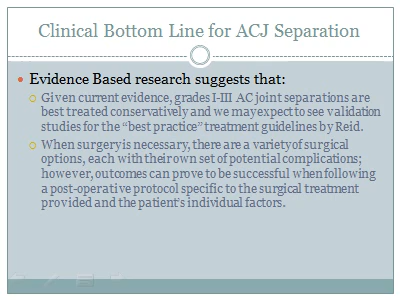 Clinical Bottom Line for ACJ Separation
Evidence Based research suggests that:
Given current evidence, grades I-III AC joint separations are
best treated conservatively and we may expect to see validation
studies for the “best practice” treatment guidelines by Reid.
When surgery is necessary, there are a variety of surgical
options, each with their own set of potential complications;
however, outcomes can prove to be successful when following
a post-operative protocol specific to the surgical treatment
provided and the patient’s individual factors.